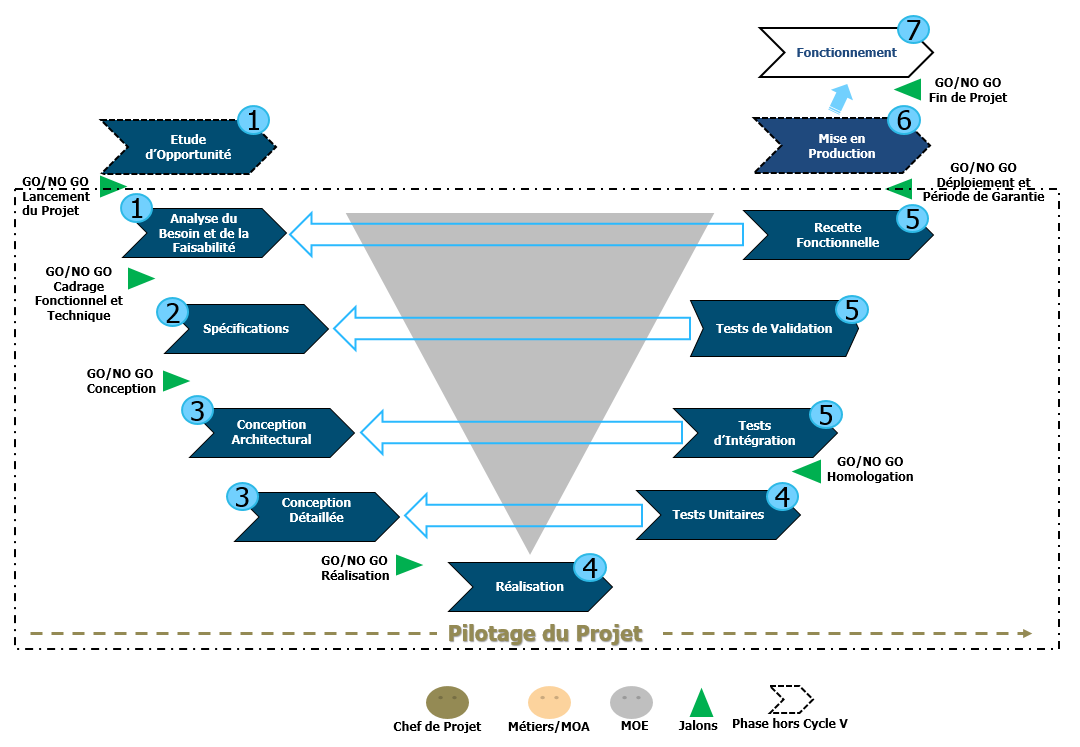 7
Fonctionnement
GO/NO GO
Fin de Projet
1
Etude
d'Opportunité
6
Mise en
Production
GO/NO GO
Lancement
du Projet
GO/NO GO
Déploiement et
Période de Garantie
1
Analyse du
Besoin et de la
Faisabilité
5
Recette
Fonctionnelle
GO/NO GO
Cadrage
Fonctionnel et
Technique
2
Spécifications
5
Tests de Validation
GO/NO GO
Conception
3
Conception
Architectural
5
Tests
d'Intégration
GO/NO GO
Homologation
3
Conception
Détaillée
4
Tests Unitaires
GO/NO GO
Réalisation
4
Réalisation
Pilotage du Projet
Chef de Projet
Métiers/MOA
MOE
Jalons
Phase hors Cycle V